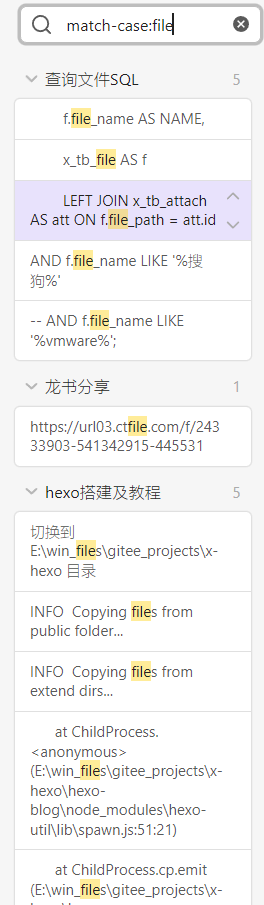 match-case:file
查询文件SQL 5
f.file_name AS NAME,
x_tb_file AS f
LEFT JOIN x_tb_attach
AS att ON f.file_path = att.id
AND f.file_name LIKE '%搜
狗%'
-- AND f.file_name LIKE
'%vmware%';
龙书分享 1
https://url03.ctfile.com/f/243
33903-541342915-445531
hexo搭建及教程 5
切换到
E:\win_files\gitee_projects\x-
hexo 目录
INFO  Copying files from
public folder...
INFO  Copying files from
extend dirs...
at ChildProcess.
<anonymous>
(E:\win_files\gitee_projects\x-
hexo\hexo-
blog\node_modules\hexo-
util\lib\spawn.js:51:21)
at ChildProcess.cp.emit
(E:\win_files\gitee_projects\x-